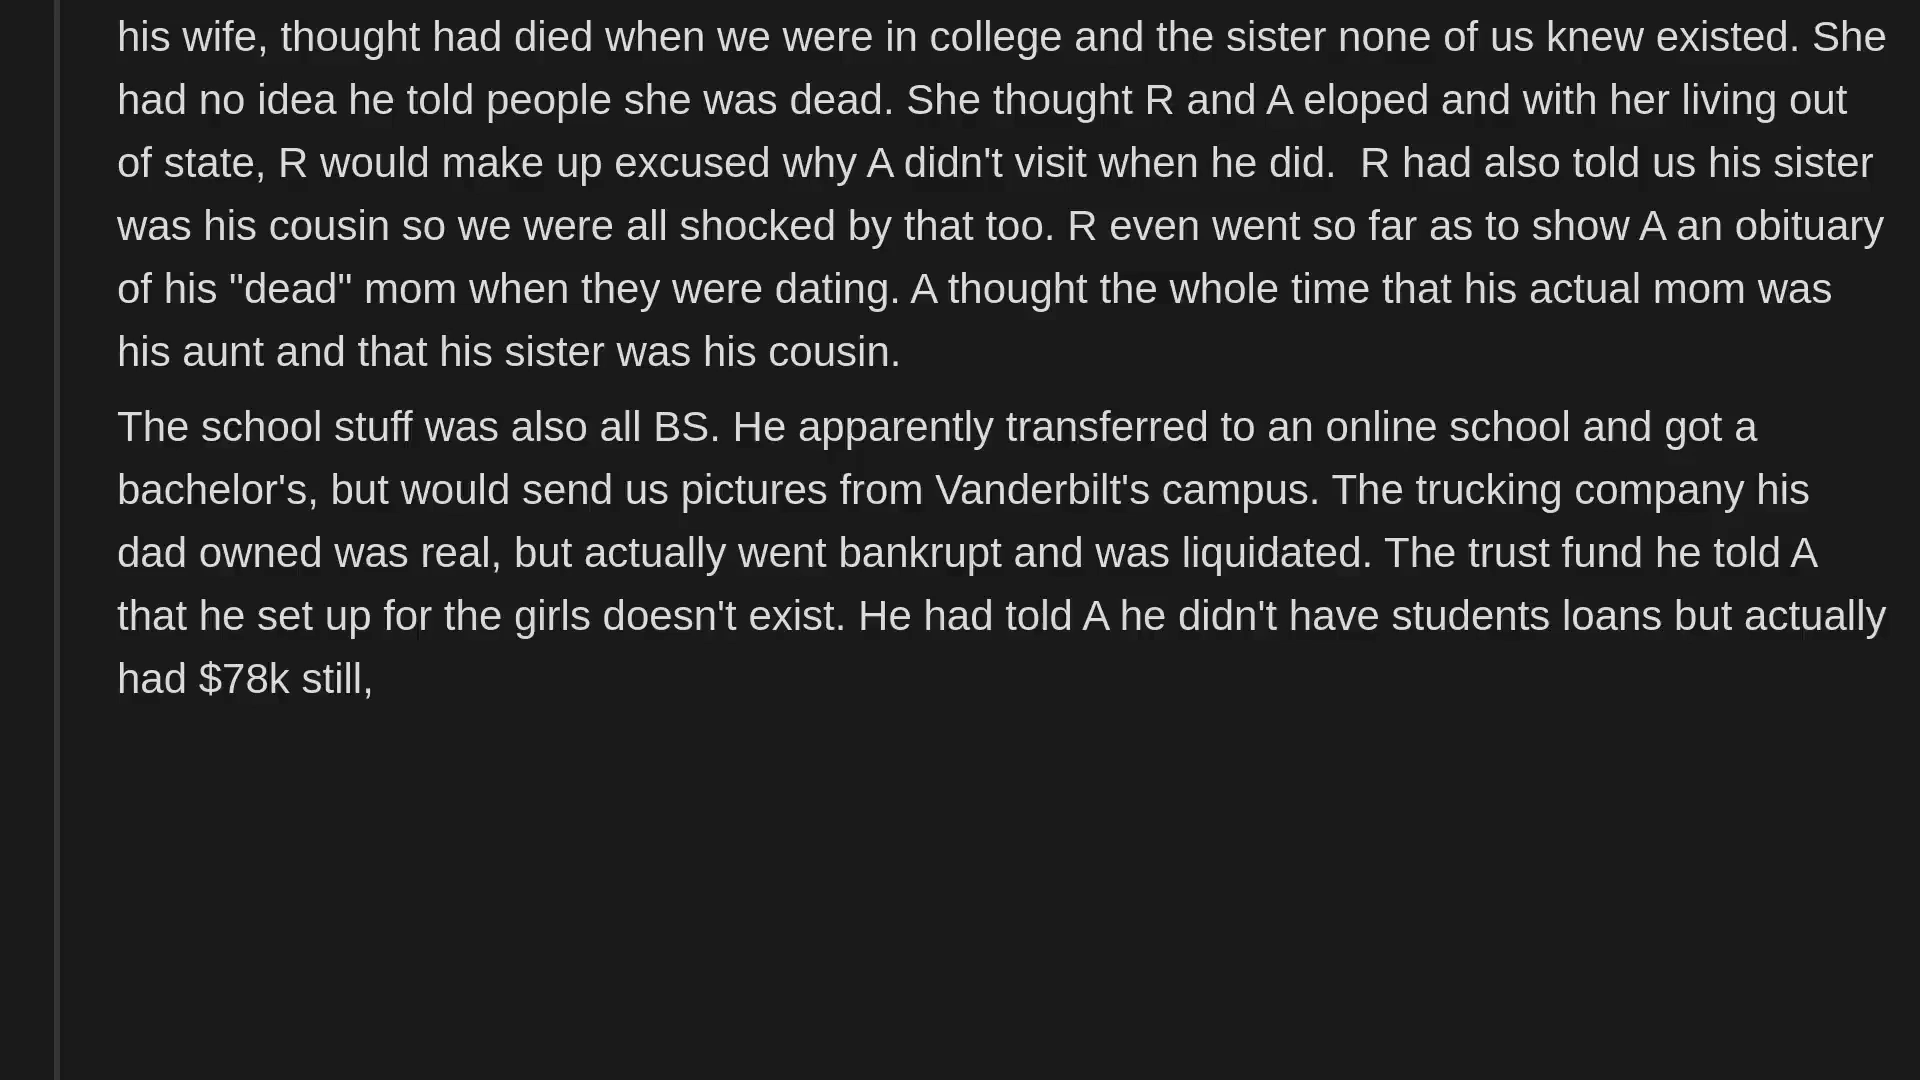 his wife, thought had died when we were in college and the sister none of us knew existed. She
had no idea he told people she was dead. She thought R and A eloped and with her living out
of state, R would make up excused why A didn't visit when he did.  R had also told us his sister
was his cousin so we were all shocked by that too. R even went so far as to show A an obituary
of his "dead" mom when they were dating. A thought the whole time that his actual mom was
his aunt and that his sister was his cousin.
The school stuff was also all BS. He apparently transferred to an online school and got a
bachelor's, but would send us pictures from Vanderbilt's campus. The trucking company his
dad owned was real, but actually went bankrupt and was liquidated. The trust fund he told A
that he set up for the girls doesn't exist. He had told A he didn't have students loans but actually
had $78k still,